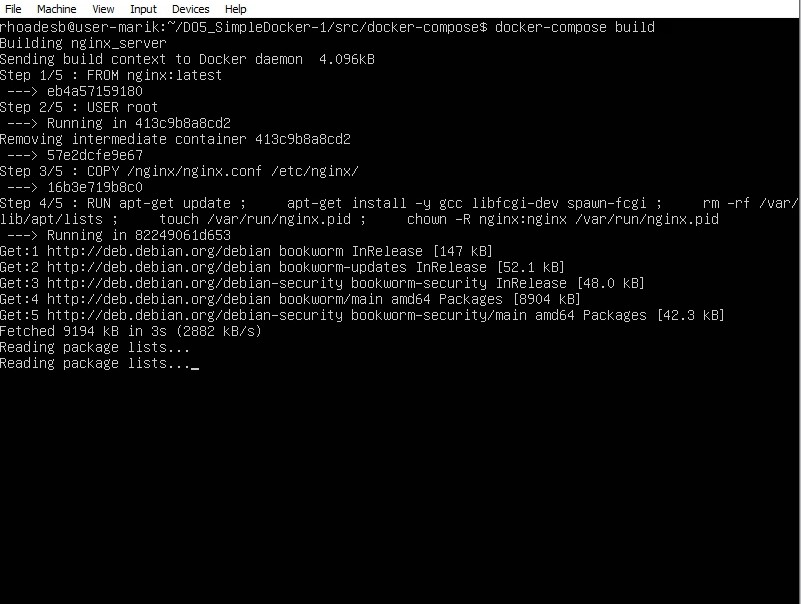 File Machine View Input Devices Help
rhoadesb@user-marik:~/DO5_SimpleDocker-1/src/docker-compose$ docker-compose build
Building nginx_server
Sending build context to Docker daemon  4.096kB
Step 1/5 : FROM nginx:latest
 ---> eb4a57159180
Step 2/5 : USER root
 ---> Running in 413c9b8a8cd2
Removing intermediate container 413c9b8a8cd2
 ---> 57e2dcfe9e67
Step 3/5 : COPY /nginx/nginx.conf /etc/nginx/
 ---> 16b3e719b8c0
Step 4/5 : RUN apt-get update ;     apt-get install -y gcc libfcgi-dev spawn-fcgi ;     rm -rf /var/
lib/apt/lists ;     touch /var/run/nginx.pid ;     chown -R nginx:nginx /var/run/nginx.pid
 ---> Running in 82249061d653
Get:1 http://deb.debian.org/debian bookworm InRelease [147 kB]
Get:2 http://deb.debian.org/debian bookworm-updates InRelease [52.1 kB]
Get:3 http://deb.debian.org/debian-security bookworm-security InRelease [48.0 kB]
Get:4 http://deb.debian.org/debian bookworm/main amd64 Packages [8904 kB]
Get:5 http://deb.debian.org/debian-security bookworm-security/main amd64 Packages [42.3 kB]
Fetched 9194 kB in 3s (2882 kB/s)
Reading package lists...
Reading package lists..._